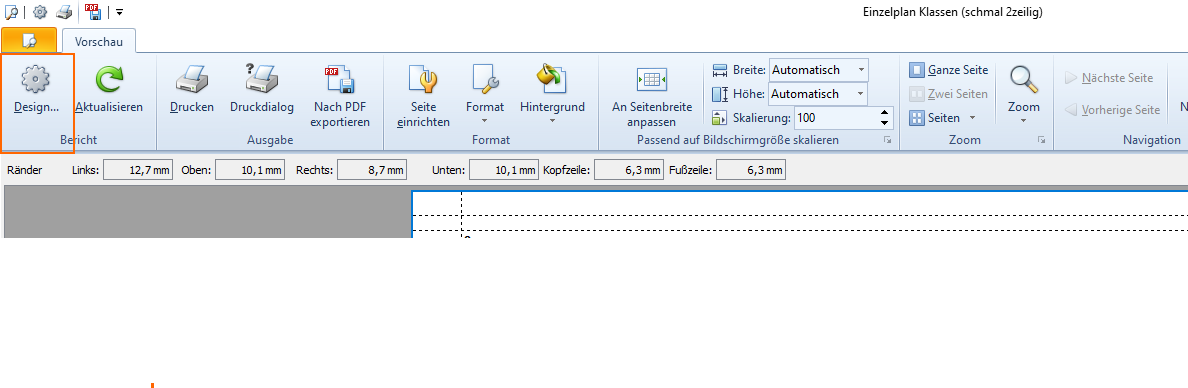 Einzelplan Klassen (schmal 2zeilig)
Vorschau
Design...
Aktualisieren
Bericht
Drucken
Druckdialog
PDF
Nach PDF
exportieren
Ausgabe
Seite
einrichten
Format
Hintergrund
Format
An Seitenbreite
anpassen
Breite: Automatisch
Höhe: Automatisch
Skalierung: 100
Passend auf Bildschirmgröße skalieren
Ganze Seite
Zwei Seiten
Seiten
Zoom
Zoom
Nächste Seite
Vorherige Seite
Navigation
Ränder Links: 12,7 mm Oben: 10,1 mm Rechts: 8,7 mm Unten: 10,1 mm Kopfzeile: 6,3 mm Fußzeile: 6,3 mm